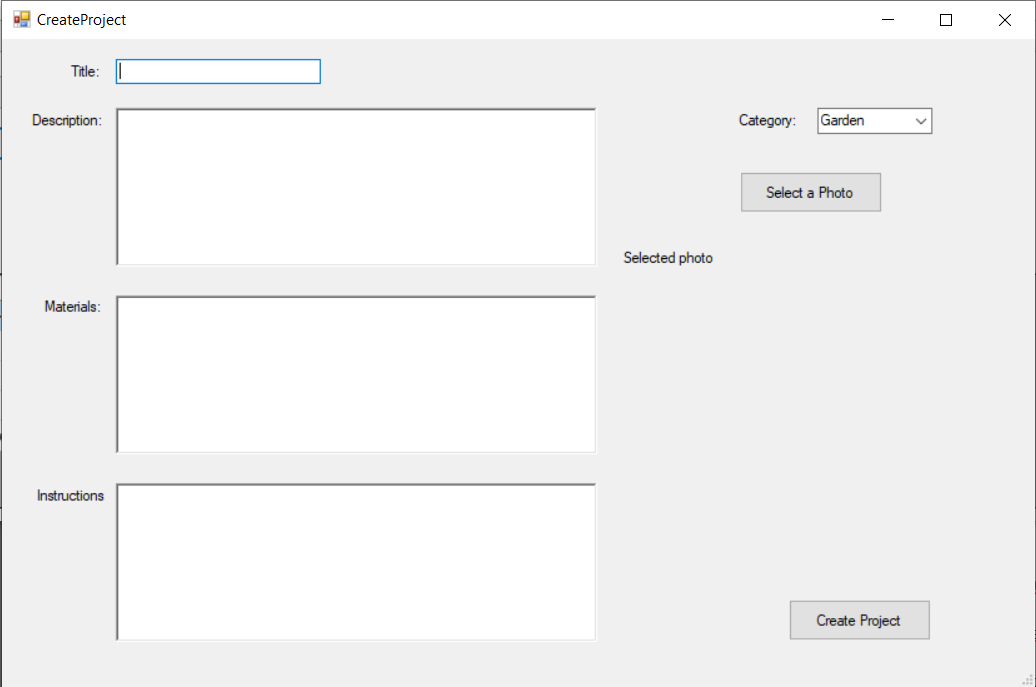 CreateProject
Title:
Description:
Category:
Garden
Select a Photo
Selected photo
Materials:
Instructions
Create Project